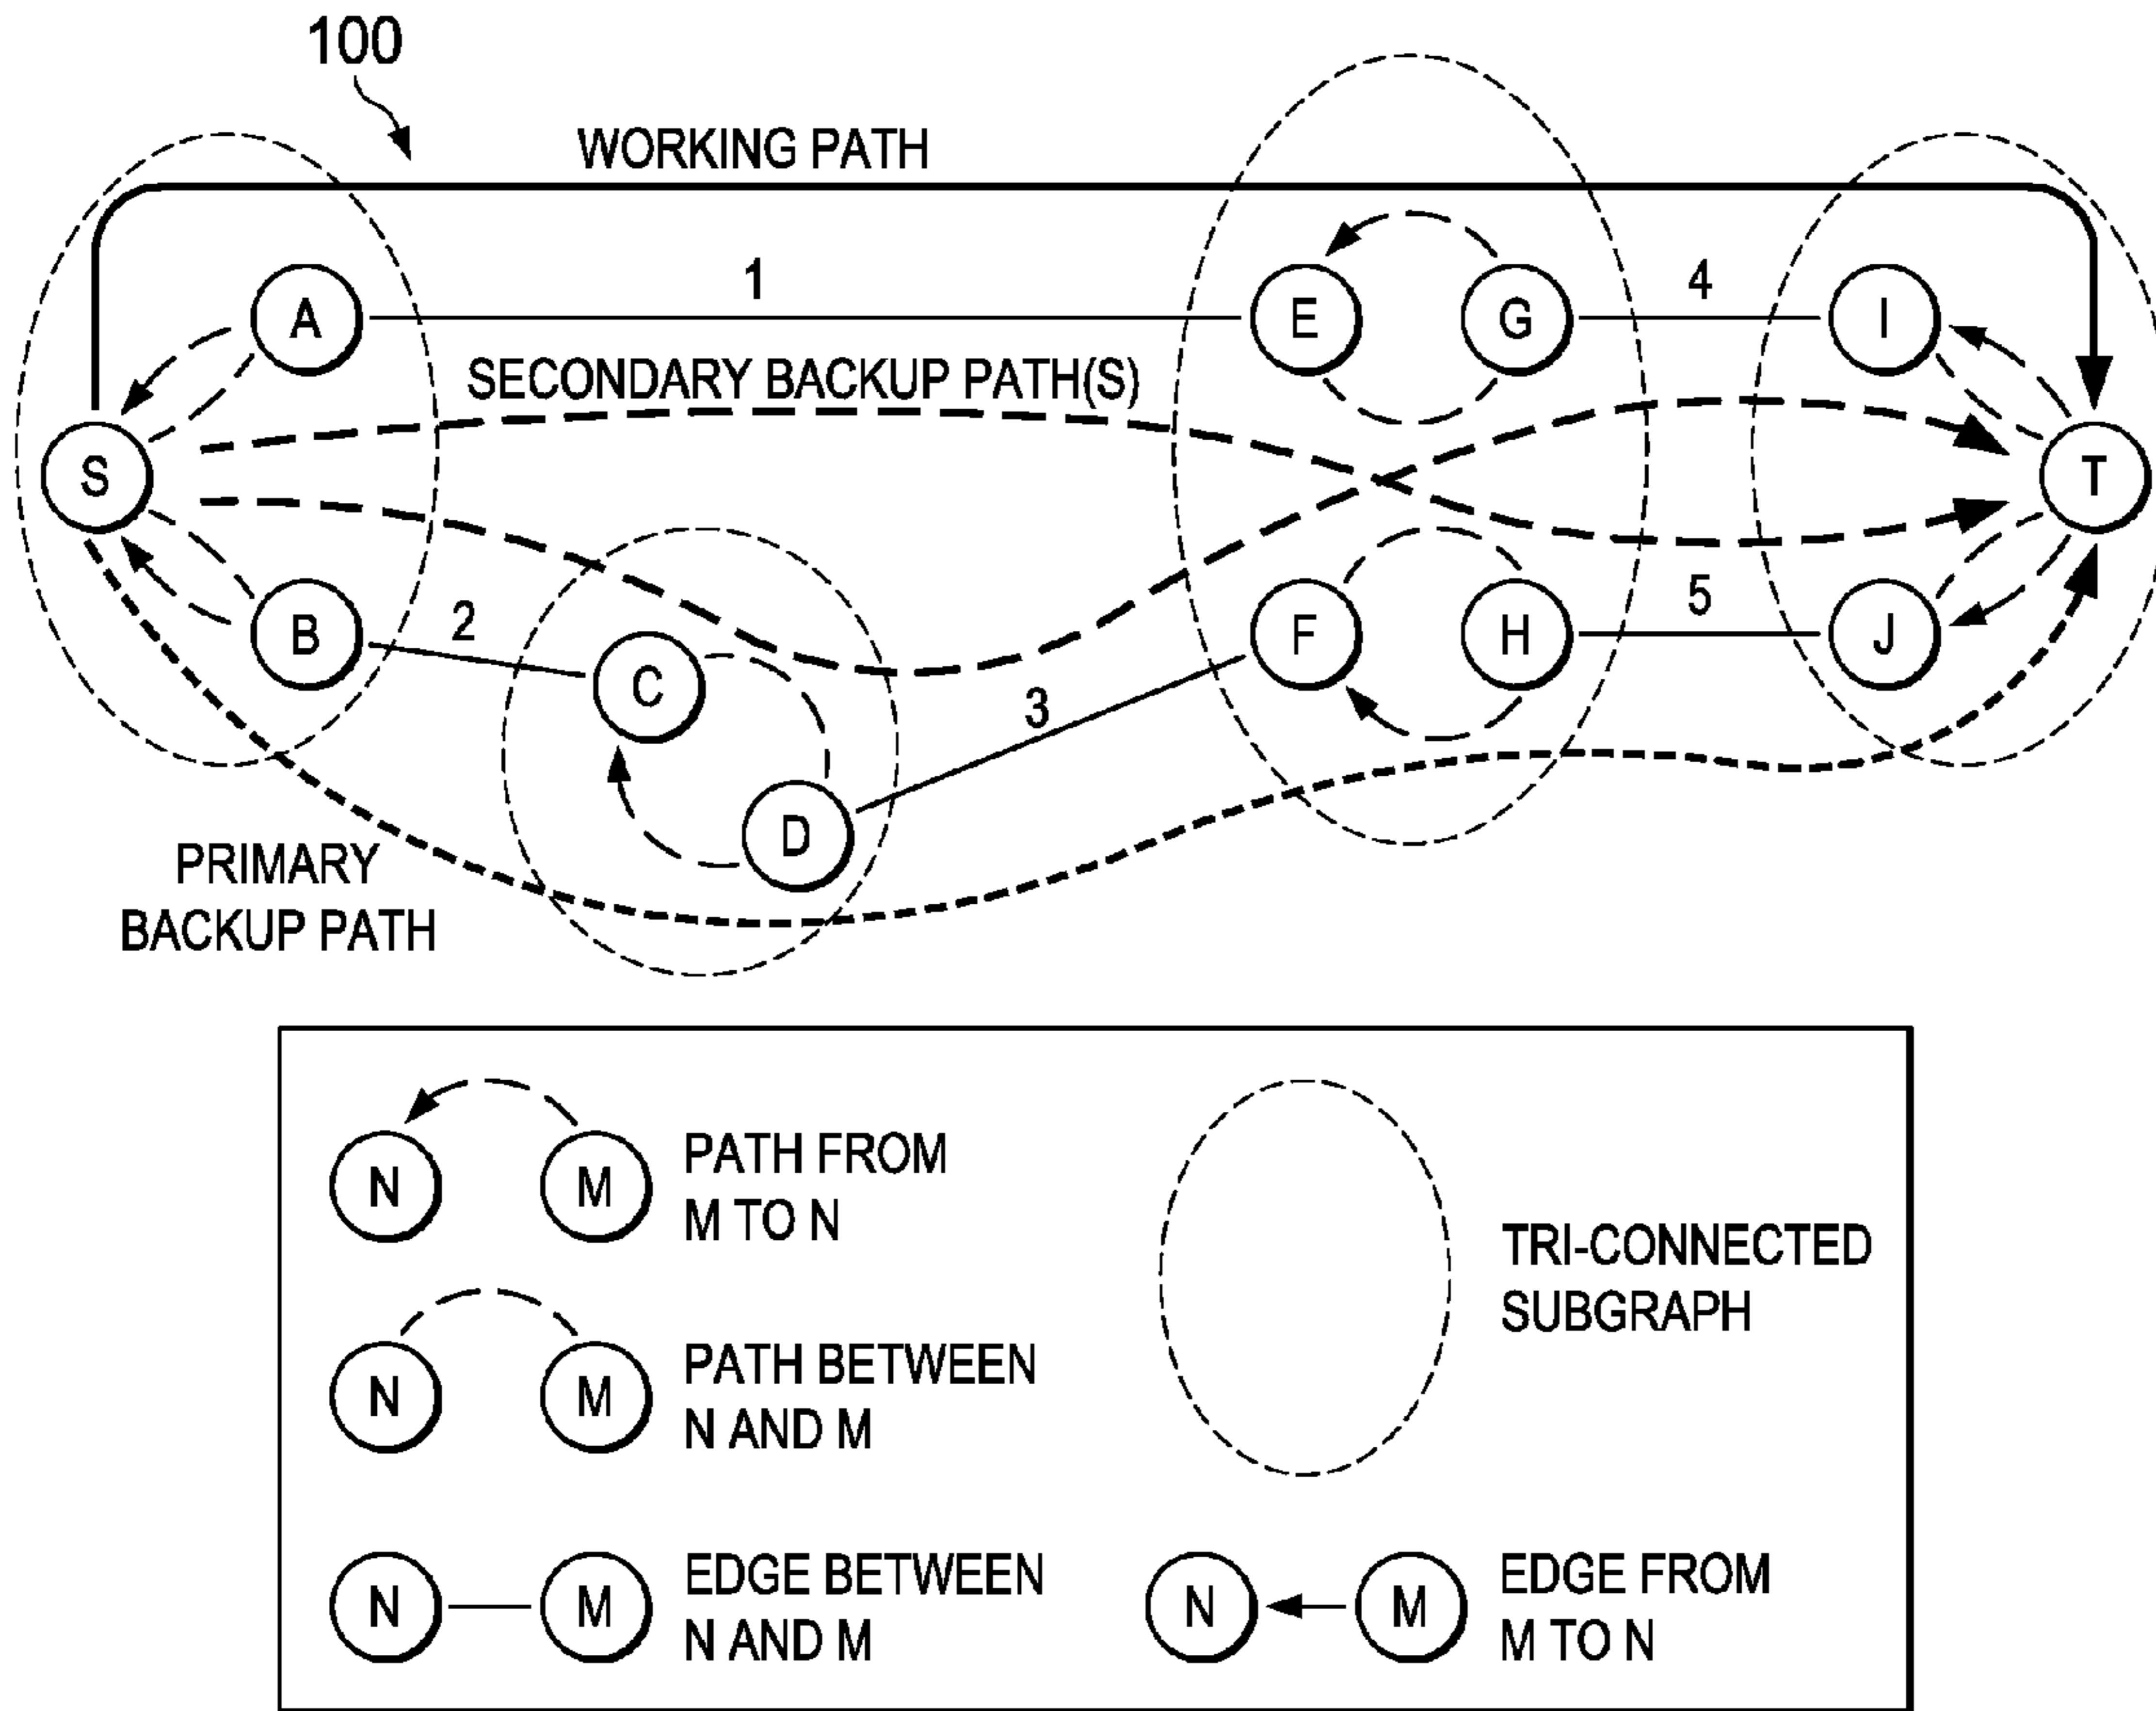 100
WORKING PATH
A
1
E
G
4
I
SECONDARY BACKUP PATH(S)
S
T
B
2
C
3
F
H
5
J
D
PRIMARY
BACKUP PATH
N
M
PATH FROM
M TO N
TRI-CONNECTED
SUBGRAPH
N
M
PATH BETWEEN
N AND M
N
M
EDGE BETWEEN
N AND M
N
M
EDGE FROM
M TO N